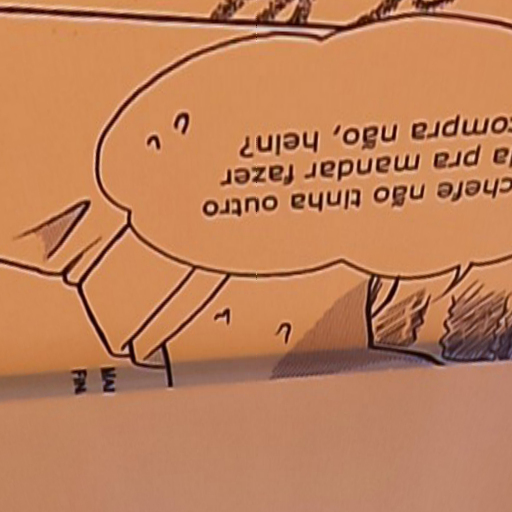 chefe não tinha outro
pra mandar fazer
compra não, hein?